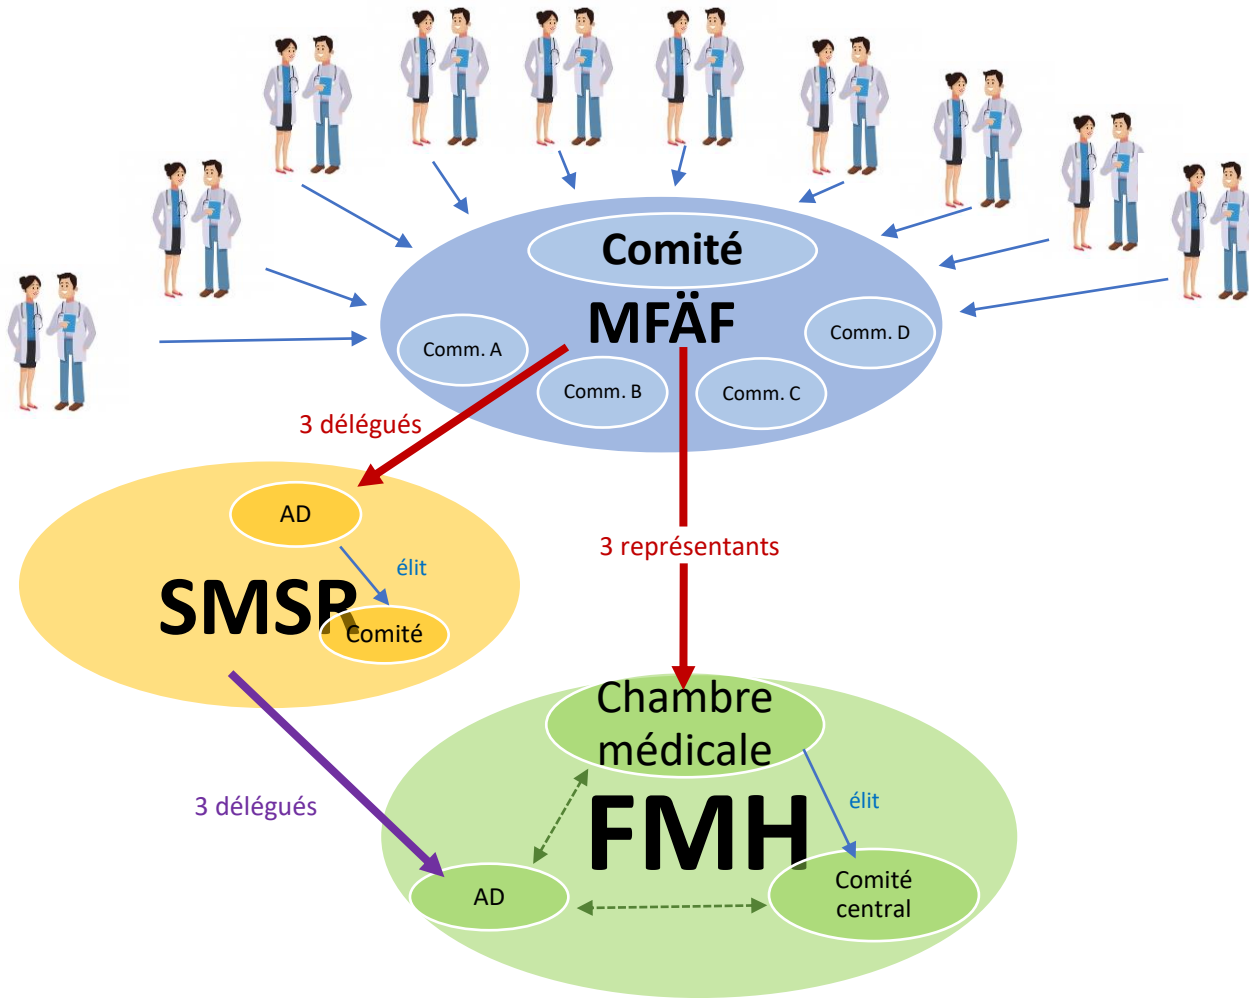 Comité
MFÄF
Comm. A
Comm. B
Comm. C
Comm. D
3 délégués
AD
élit
SMSR
Comité
3 représentants
Chambre
médicale
élit
FMH
3 délégués
AD
Comité
central